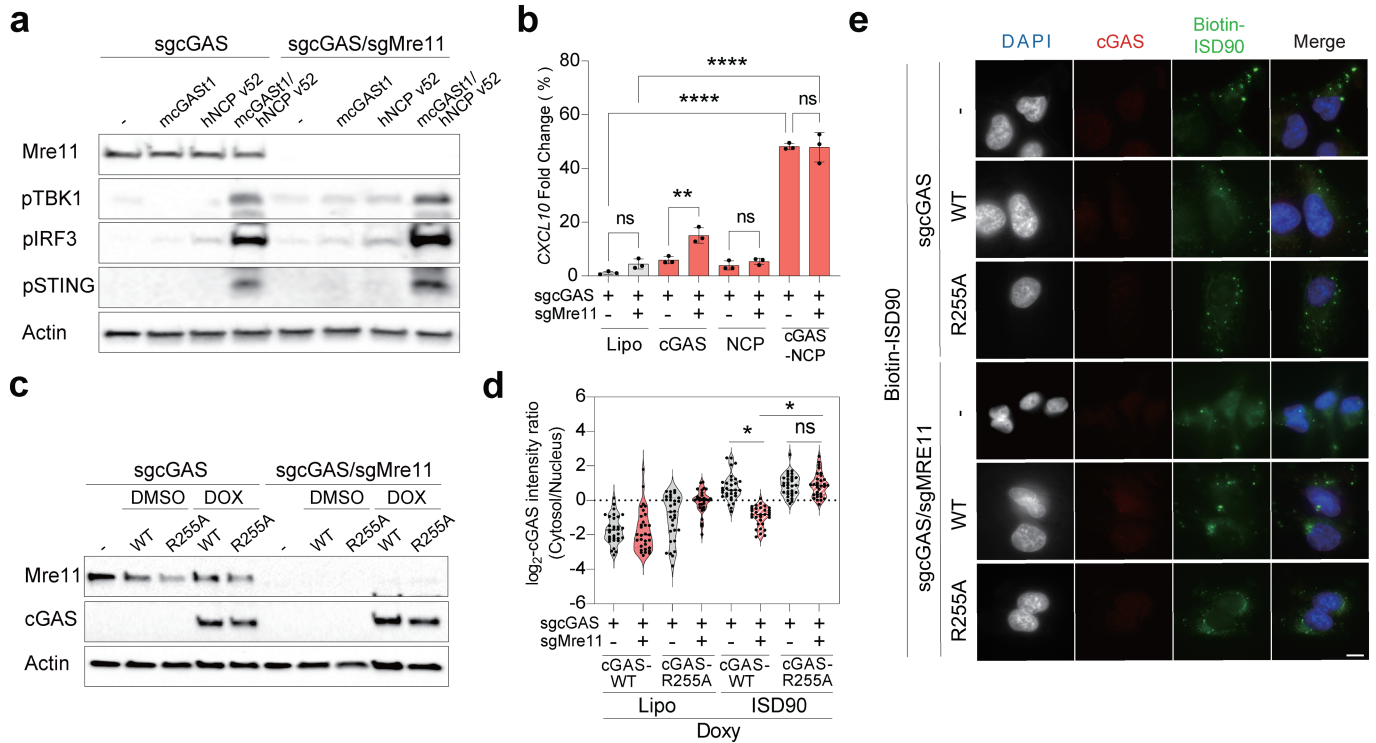 a
sgcGAS sgcGAS/sgMre11
- mcGASt1 hNCP v52 mcGASt1/ hNCP v52 - mcGASt1 hNCP v52 mcGASt1/ hNCP v52
Mre11
pTBK1
pIRF3
pSTING
Actin
b
CXCL10 Fold Change ( % )
80
60
40
20
0
****
****
ns
**
ns
ns
sgcGAS + + + + + + + +
sgMre11 - + - + - + - +
Lipo cGAS NCP cGAS
-NCP
c
sgcGAS sgcGAS/sgMre11
DMSO DOX DMSO DOX
- WT R255A WT R255A - WT R255A WT R255A
Mre11
cGAS
Actin
d
log2-cGAS intensity ratio
(Cytosol/Nucleus)
6
4
2
0
-2
-4
-6
*
* ns
sgcGAS + + + + + + + +
sgMre11 - + - + - + - +
cGAS-
WT
cGAS-
R255A
cGAS-
WT
cGAS-
R255A
Lipo ISD90
Doxy
e
DAPI cGAS Biotin-
ISD90 Merge
Biotin-ISD90
sgcGAS
-
WT
R255A
sgcGAS/sgMRE11
-
WT
R255A